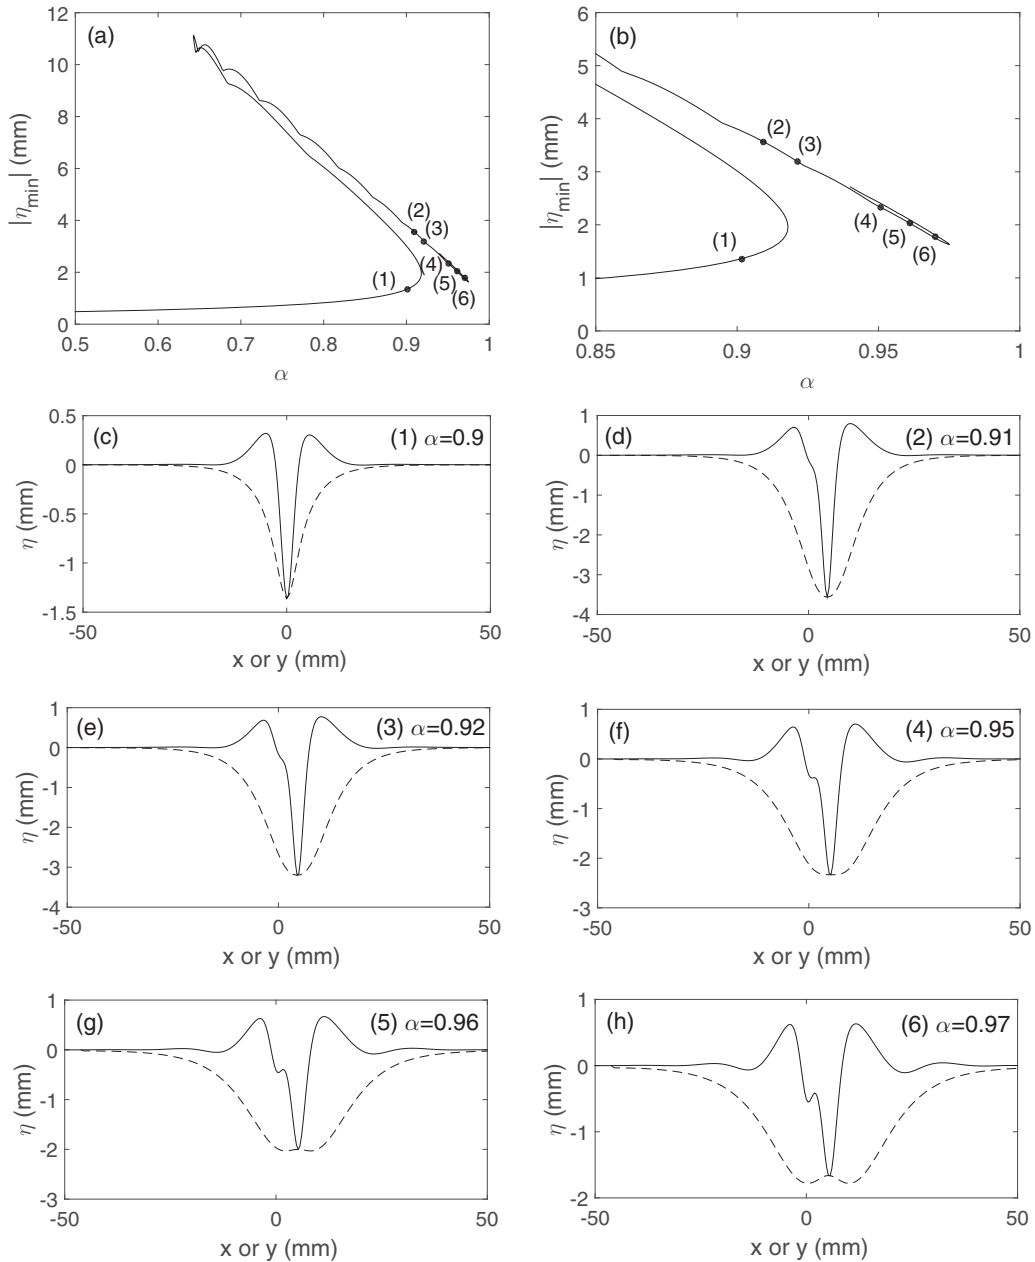 (a)
12
10
8
6
4
2
0
|ηmin| (mm)
(1)
(2)
(3)
(4)
(5)
(6)
0.5 0.6 0.7 0.8 0.9 1
α
(b)
6
5
4
3
2
1
0
|ηmin| (mm)
(1)
(2)
(3)
(4)
(5)
(6)
0.85 0.9 0.95 1
α
(c) (1) α=0.9
0.5
0
-0.5
-1
-1.5
η (mm)
-50 0 50
x or y (mm)
(d) (2) α=0.91
1
0
-1
-2
-3
-4
η (mm)
-50 0 50
x or y (mm)
(e) (3) α=0.92
1
0
-1
-2
-3
-4
η (mm)
-50 0 50
x or y (mm)
(f) (4) α=0.95
1
0
-1
-2
-3
η (mm)
-50 0 50
x or y (mm)
(g) (5) α=0.96
1
0
-1
-2
-3
η (mm)
-50 0 50
x or y (mm)
(h) (6) α=0.97
1
0
-1
-2
η (mm)
-50 0 50
x or y (mm)